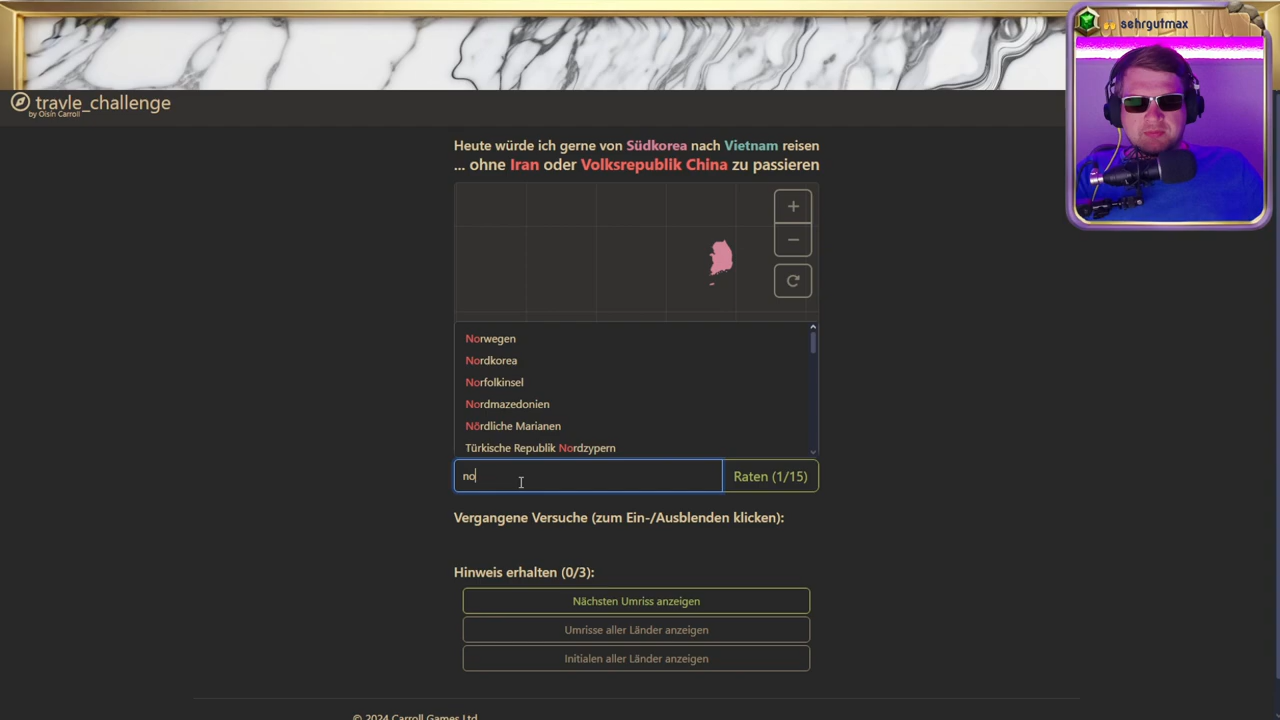 🙌 sehrgutmax
travle_challenge
by Oisín Carroll
Heute würde ich gerne von Südkorea nach Vietnam reisen
... ohne Iran oder Volksrepublik China zu passieren
+
−
Norwegen
Nordkorea
Norfolkinsel
Nordmazedonien
Nördliche Marianen
Türkische Republik Nordzypern
no
Raten (1/15)
Vergangene Versuche (zum Ein-/Ausblenden klicken):
Hinweis erhalten (0/3):
Nächsten Umriss anzeigen
Umrisse aller Länder anzeigen
Initialen aller Länder anzeigen
© 2024 Carroll Games Ltd